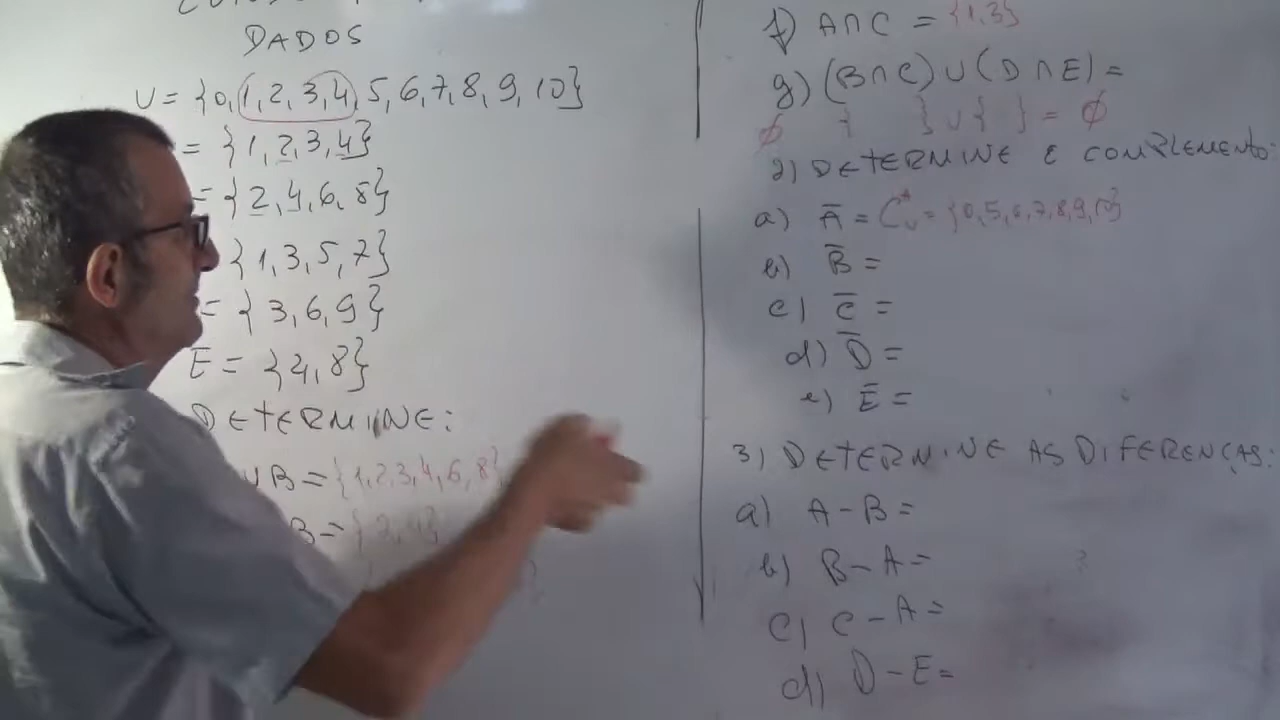 DADOS
U = {0, 1, 2, 3, 4, 5, 6, 7, 8, 9, 10}
= {1, 2, 3, 4}
= {2, 4, 6, 8}
{1, 3, 5, 7}
= {3, 6, 9}
E = {4, 8}
DETERMINE:
∪ B = {1, 2, 3, 4, 6, 8}
B = {2, 4}
f) A∩C = {1, 3}
g) (B∩C) ∪ (D∩E) =
∅ { } ∪ { } = ∅
2) DETERMINE E COMPLEMENTO:
a) A̅ = C_U^A = {0, 5, 6, 7, 8, 9, 10}
b) B̅ =
c) C̅ =
d) D̅ =
e) E̅ =
3) DETERMINE AS DIFERENÇAS:
a) A - B =
b) B - A =
c) C - A =
d) D - E =